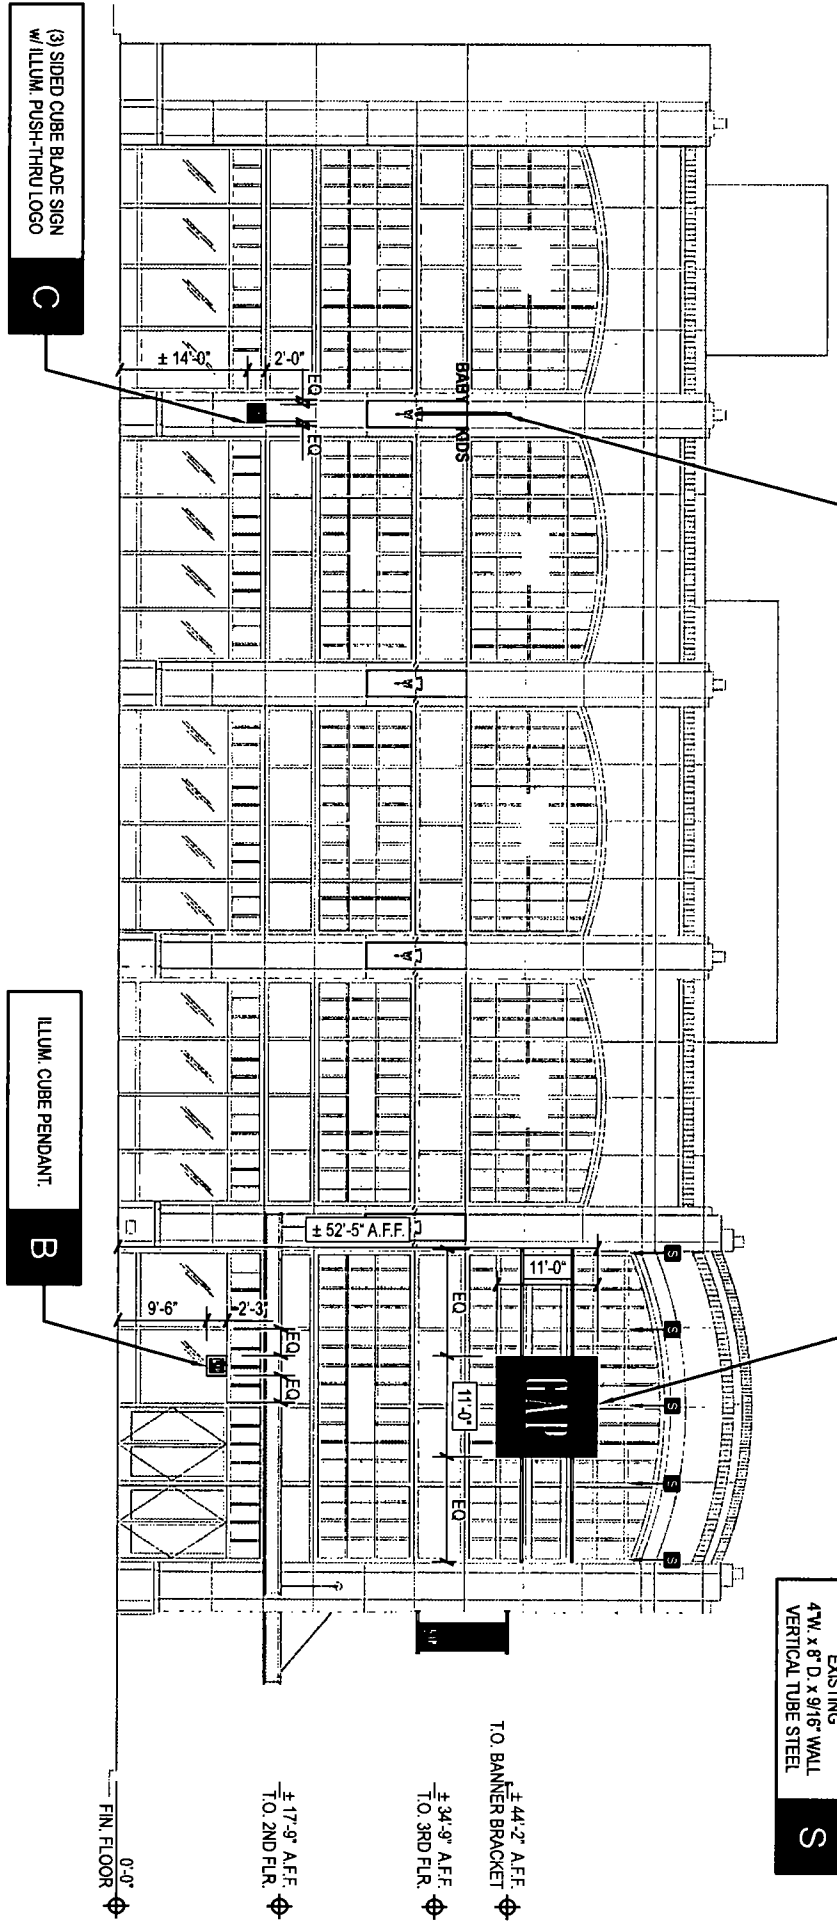 (3) SIDED CUBE BLADE SIGN
w/ ILLUM. PUSH-THRU LOGO
C
± 14'-0"
2'-0"
EQ
EQ
BABY
KIDS
ILLUM. CUBE PENDANT.
B
9'-6"
2'-3"
EQ
EQ
± 52'-5" A.F.F.
11'-0"
EQ
11'-0"
EQ
GAP
S
S
S
S
S
EXISTING
4"W. x 8" D. x 9/16" WALL
VERTICAL TUBE STEEL
S
± 44'-2" A.F.F.
T.O. BANNER BRACKET
± 34'-9" A.F.F.
T.O. 3RD FLR.
± 17'-9" A.F.F.
T.O. 2ND FLR.
0'-0"
FIN. FLOOR